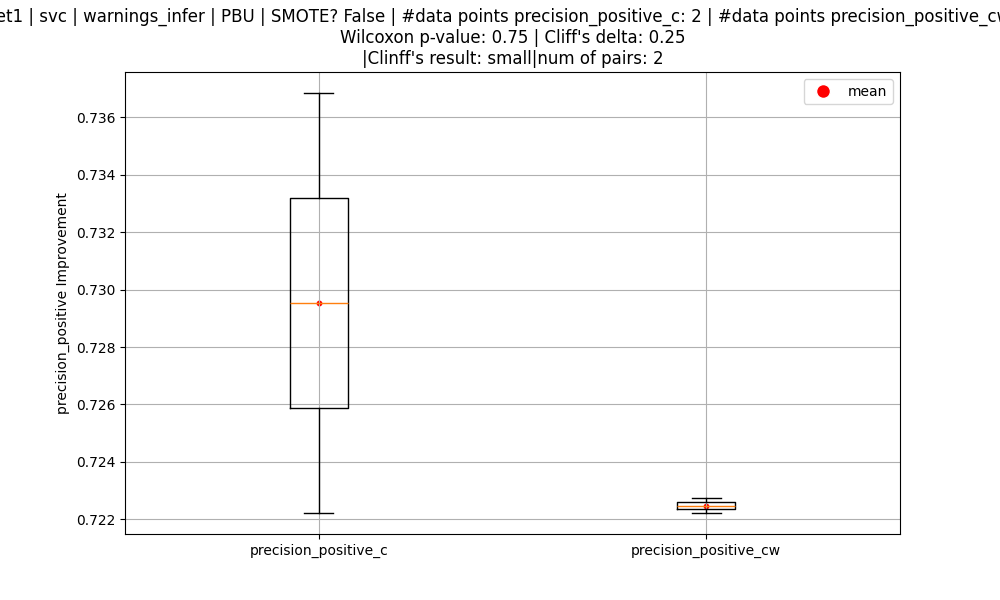 et1 | svc | warnings_infer | PBU | SMOTE? False | #data points precision_positive_c: 2 | #data points precision_positive_cw
Wilcoxon p-value: 0.75 | Cliff's delta: 0.25
|Clinff's result: small|num of pairs: 2
mean
0.736
0.734
0.732
0.730
0.728
0.726
0.724
0.722
precision_positive Improvement
precision_positive_c
precision_positive_cw